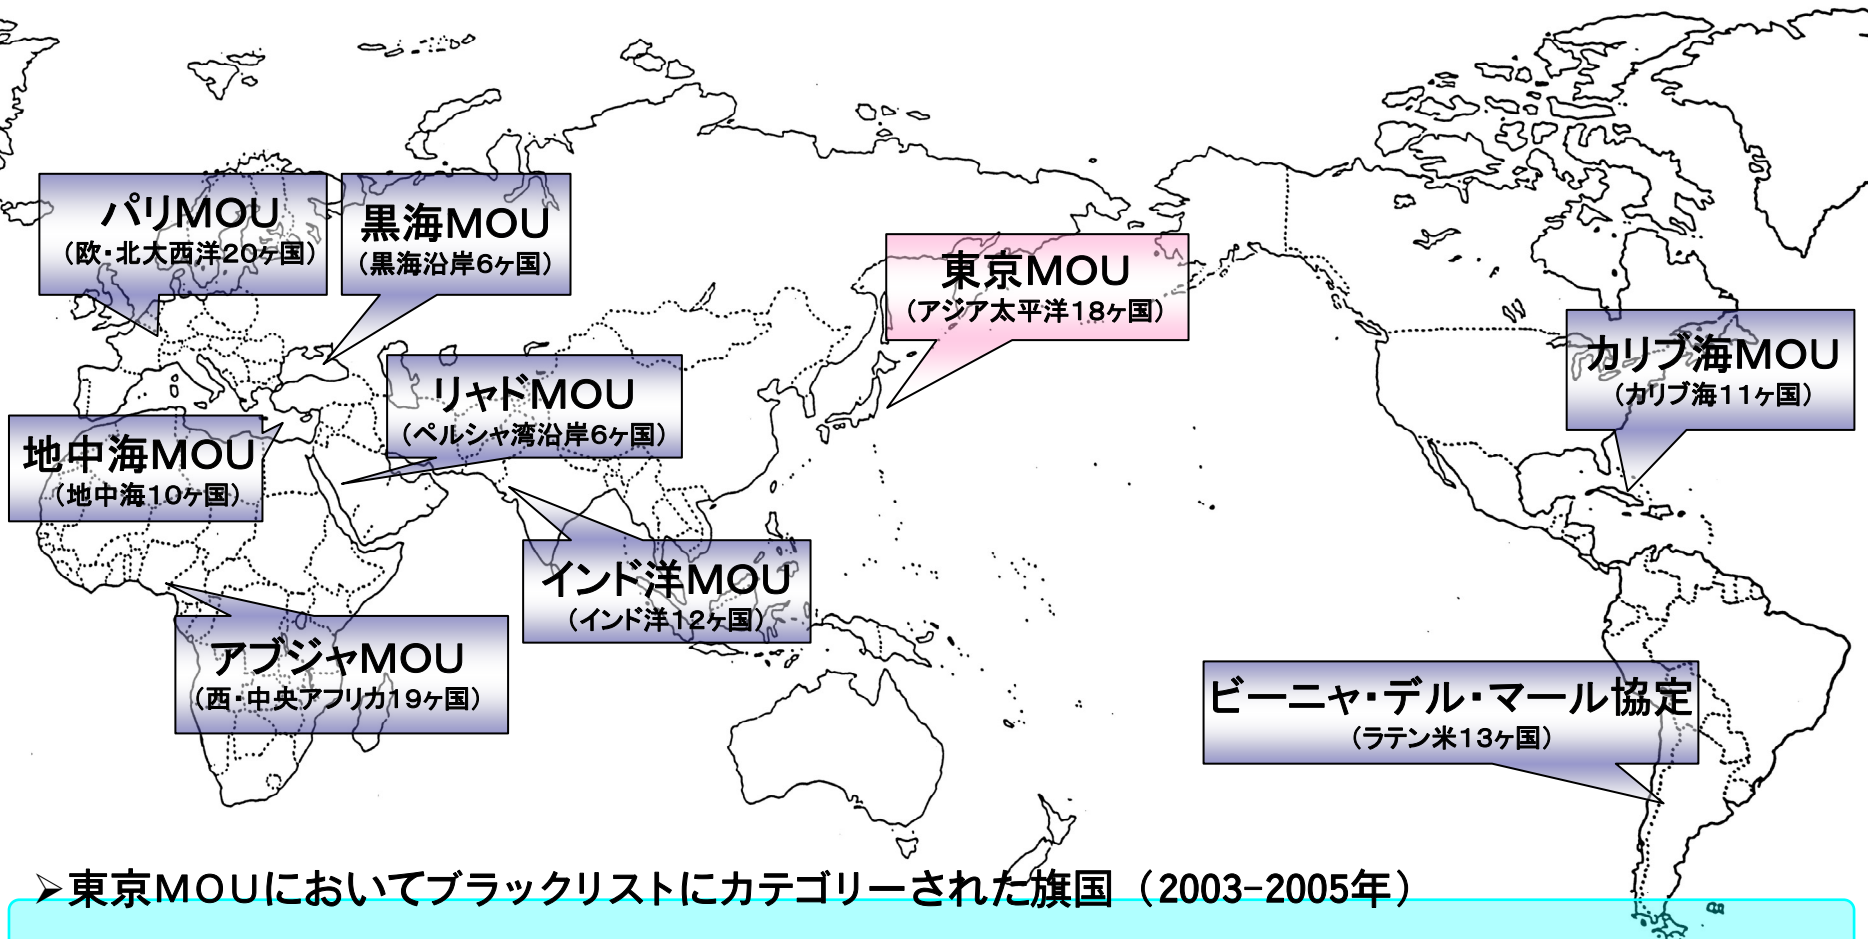 パリMOU
（欧・北大西洋20ヶ国）
黒海MOU
（黒海沿岸6ヶ国）
東京MOU
（アジア太平洋18ヶ国）
カリブ海MOU
（カリブ海11ヶ国）
リャドMOU
（ペルシャ湾沿岸6ヶ国）
地中海MOU
（地中海10ヶ国）
インド洋MOU
（インド洋12ヶ国）
アブジャMOU
（西・中央アフリカ19ヶ国）
ビーニャ・デル・マール協定
（ラテン米13ヶ国）
➢東京ＭＯＵにおいてブラックリストにカテゴリーされた旗国（2003-2005年）